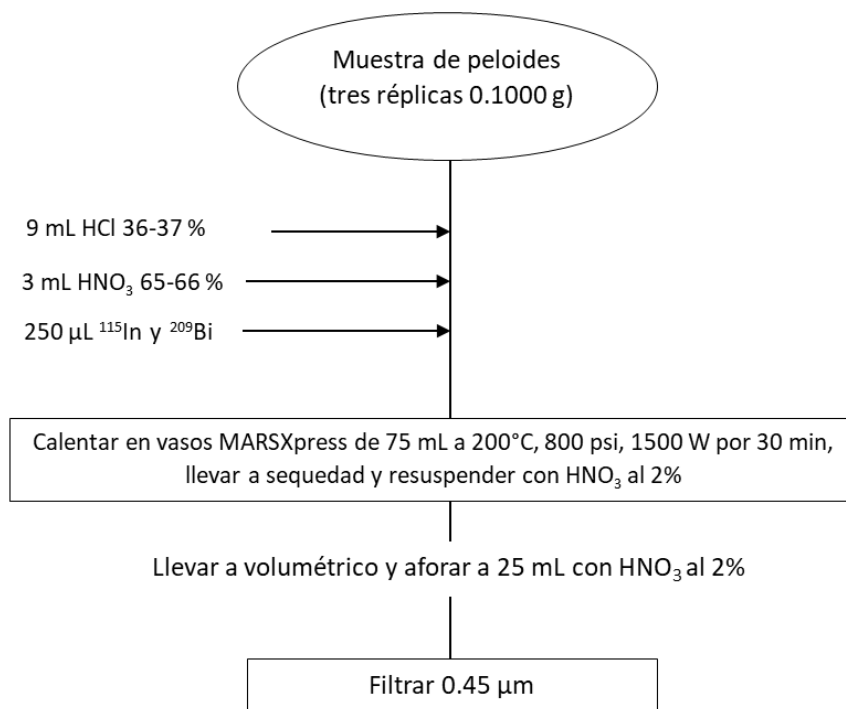 Muestra de peloides
(tres réplicas 0.1000 g)
9 mL HCl 36-37 %
3 mL HNO₃ 65-66 %
250 µL ¹¹⁵In y ²⁰⁹Bi
Calentar en vasos MARSXpress de 75 mL a 200°C, 800 psi, 1500 W por 30 min,
llevar a sequedad y resuspender con HNO₃ al 2%
Llevar a volumétrico y aforar a 25 mL con HNO₃ al 2%
Filtrar 0.45 µm